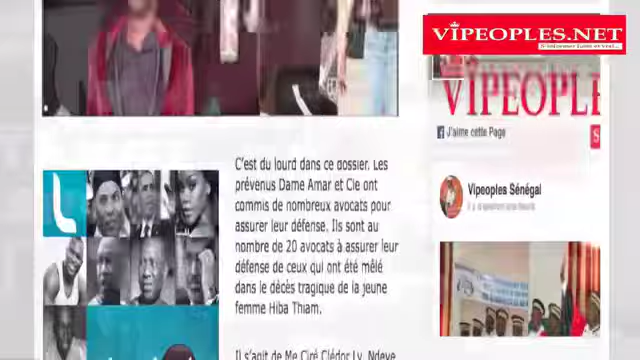 VIPEOPLES.NET
VIPEOPLES
J'aime cette Page
S
Vipeoples Sénégal
C'est du lourd dans ce dossier. Les
prévenus Dame Amar et Cie ont
commis de nombreux avocats pour
assurer leur défense. Ils sont au
nombre de 20 avocats à assurer leur
défense de ceux qui ont été mêlé
dans le décès tragique de la jeune
femme Hiba Thiam.
Il s'agit de Me Ciré Clédor Ly, Ndeye